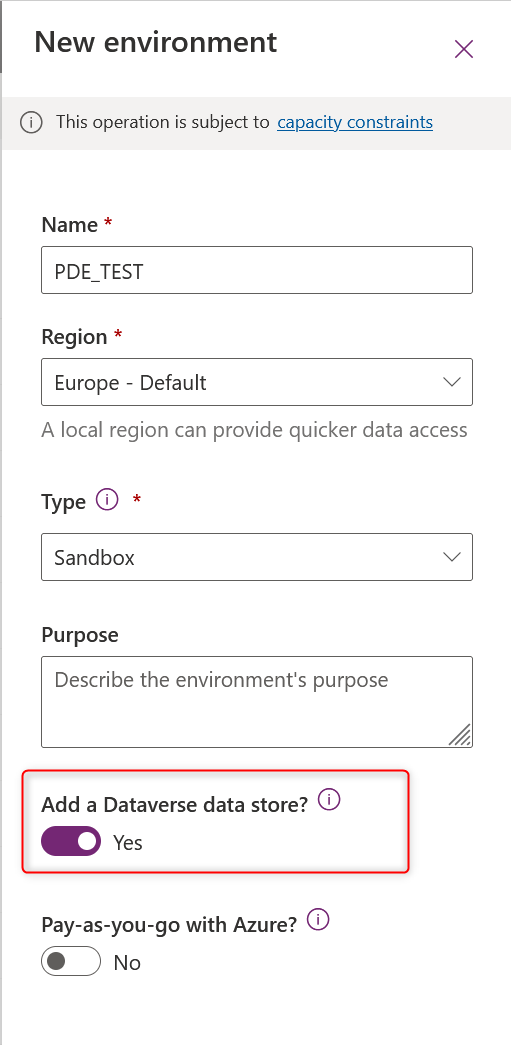 New environment
This operation is subject to capacity constraints
Name *
PDE_TEST
Region *
Europe - Default
A local region can provide quicker data access
Type *
Sandbox
Purpose
Describe the environment's purpose
Add a Dataverse data store?
Yes
Pay-as-you-go with Azure?
No